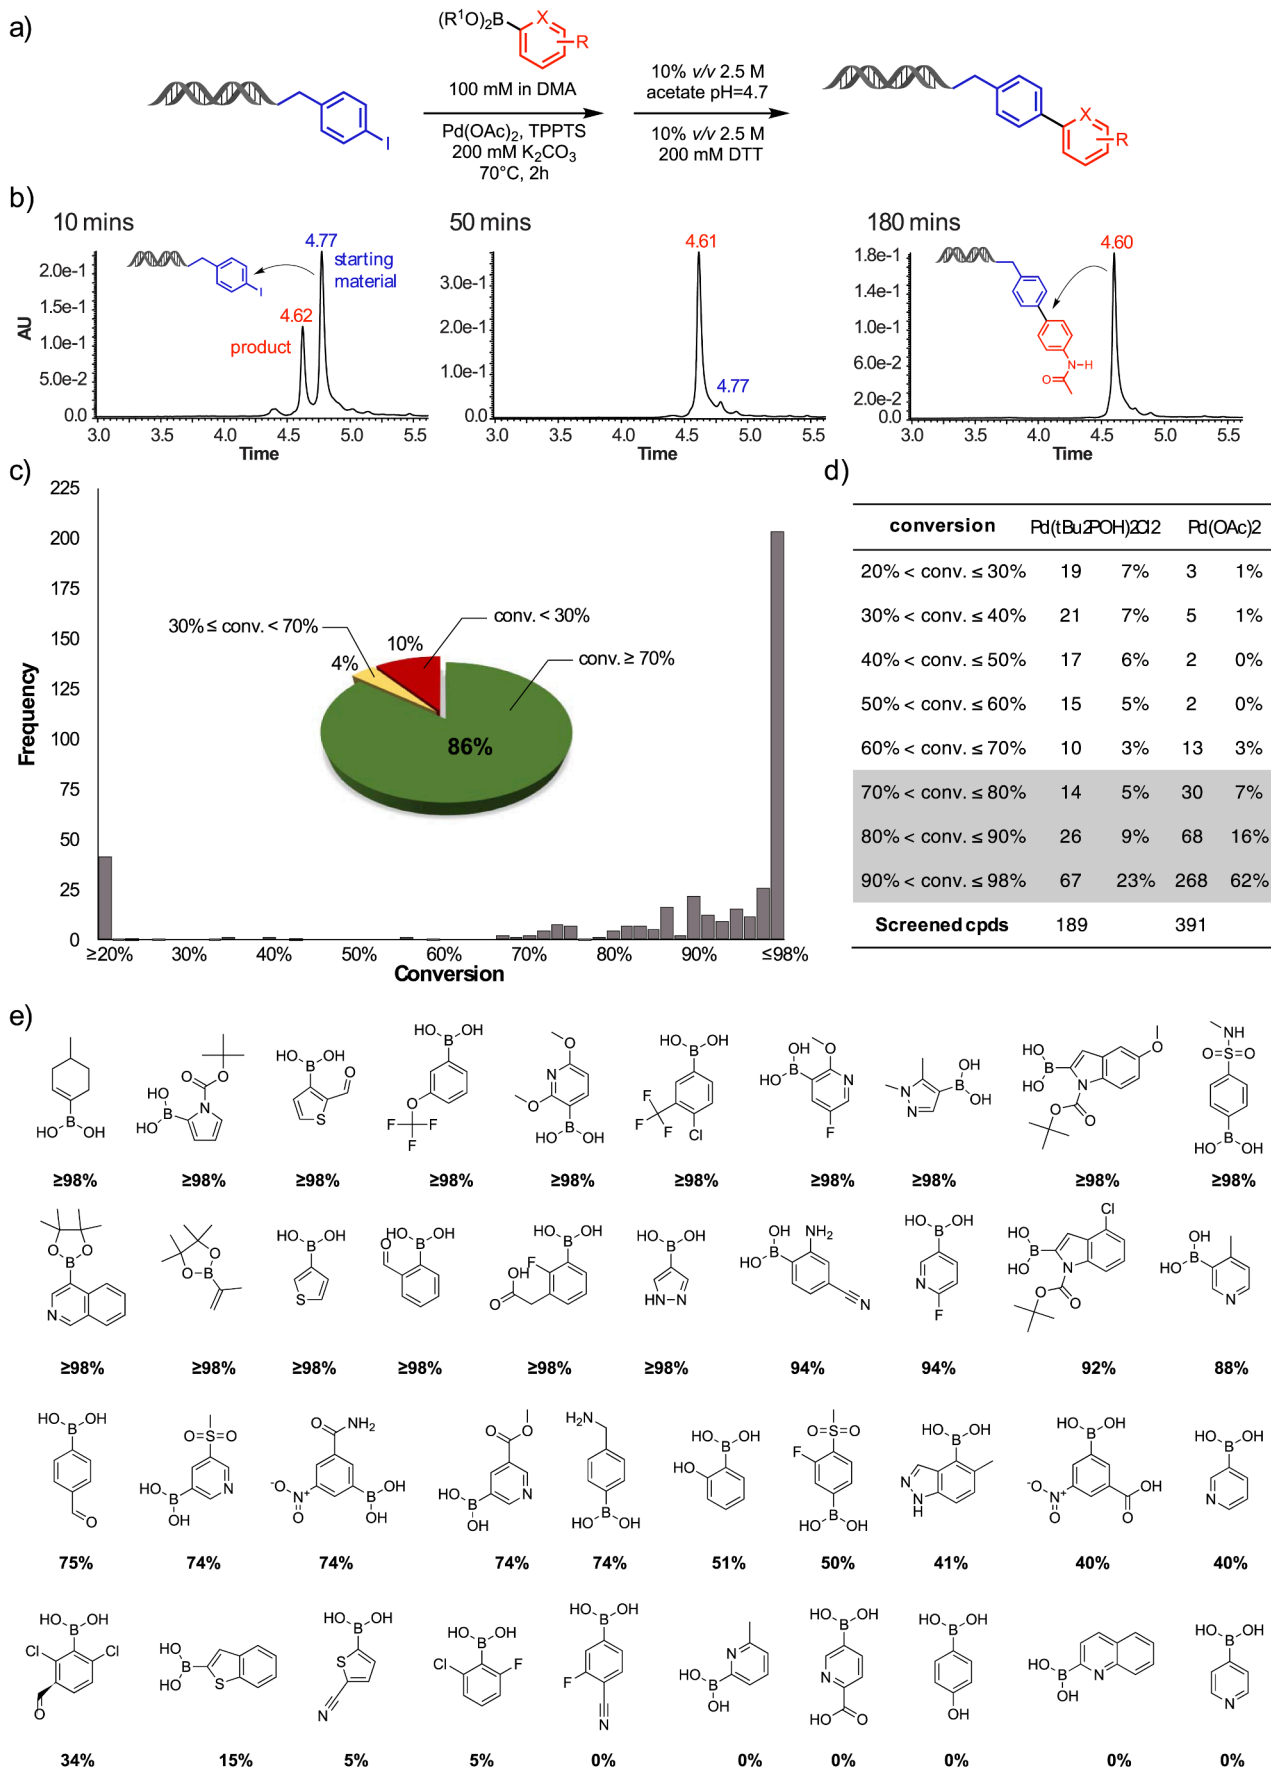 a)
(R¹O)₂B
X
R
100 mM in DMA
Pd(OAc)₂, TPPTS
200 mM K₂CO₃
70°C, 2h
10% v/v 2.5 M
acetate pH=4.7
10% v/v 2.5 M
200 mM DTT
I
X
R
b)
10 mins
50 mins
180 mins
4.77
starting
material
I
4.62
product
AU
2.0e-1
1.5e-1
1.0e-1
5.0e-2
0.0
3.0 3.5 4.0 4.5 5.0 5.5
Time
4.61
4.77
3.0e-1
2.0e-1
1.0e-1
0.0
3.0 3.5 4.0 4.5 5.0 5.5
Time
4.60
N-H
O
1.8e-1
1.4e-1
1.0e-1
6.0e-2
2.0e-2
0.0
3.0 3.5 4.0 4.5 5.0 5.5
Time
c)
Frequency
225
200
175
150
125
100
75
50
25
0
30% ≤ conv. < 70%
conv. < 30%
conv. ≥ 70%
4%
10%
86%
≥20% 30% 40% 50% 60% 70% 80% 90% ≤98%
Conversion
d)
conversion Pd(tBu2POH)2Cl2 Pd(OAc)2
20% < conv. ≤ 30% 19 7% 3 1%
30% < conv. ≤ 40% 21 7% 5 1%
40% < conv. ≤ 50% 17 6% 2 0%
50% < conv. ≤ 60% 15 5% 2 0%
60% < conv. ≤ 70% 10 3% 13 3%
70% < conv. ≤ 80% 14 5% 30 7%
80% < conv. ≤ 90% 26 9% 68 16%
90% < conv. ≤ 98% 67 23% 268 62%
Screened cpds 189 391
e)
≥98% ≥98% ≥98% ≥98% ≥98% ≥98% ≥98% ≥98% ≥98% ≥98%
≥98% ≥98% ≥98% ≥98% ≥98% ≥98% 94% 94% 92% 88%
75% 74% 74% 74% 74% 51% 50% 41% 40% 40%
34% 15% 5% 5% 0% 0% 0% 0% 0% 0%